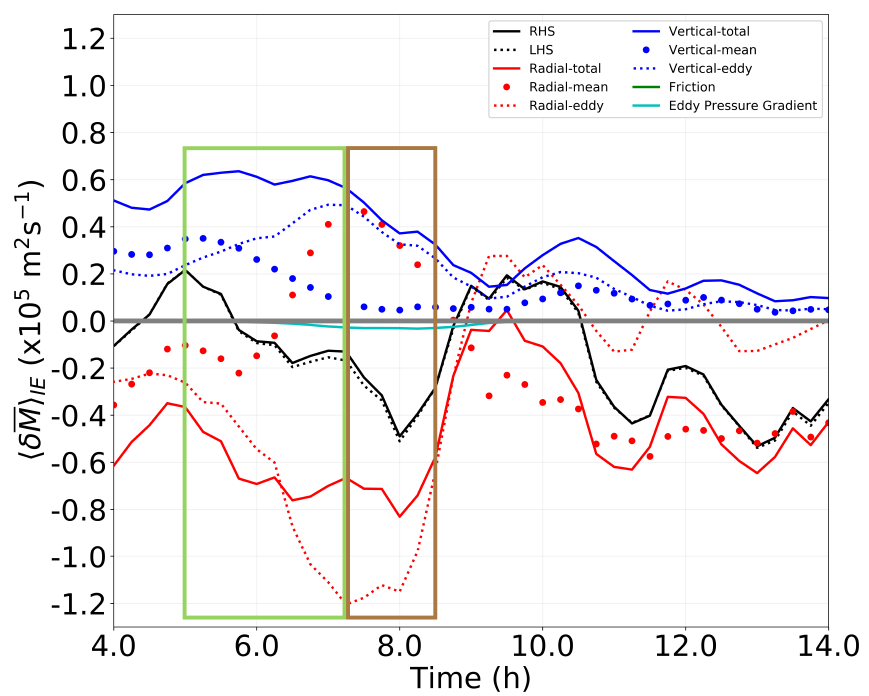 1.2
1.0
0.8
0.6
0.4
0.2
0.0
-0.2
-0.4
-0.6
-0.8
-1.0
-1.2
⟨δM̅⟩IE (x10⁵ m²s⁻¹)
RHS
LHS
Radial-total
Radial-mean
Radial-eddy
Vertical-total
Vertical-mean
Vertical-eddy
Friction
Eddy Pressure Gradient
4.0 6.0 8.0 10.0 12.0 14.0
Time (h)